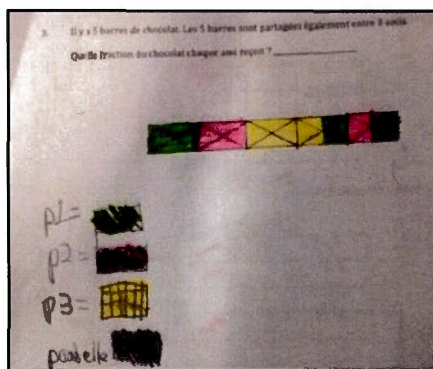 3. Il y a 5 barres de chocolat. Les 5 barres sont partagées également entre 3 amis.
Quelle fraction du chocolat chaque ami reçoit ?
p1=
p2=
p3=